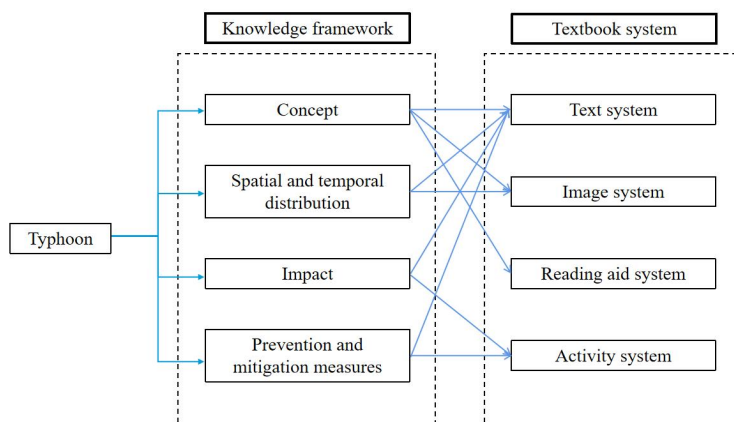 Knowledge framework
Textbook system
Concept
Text system
Spatial and temporal
distribution
Image system
Typhoon
Impact
Reading aid system
Prevention and
mitigation measures
Activity system